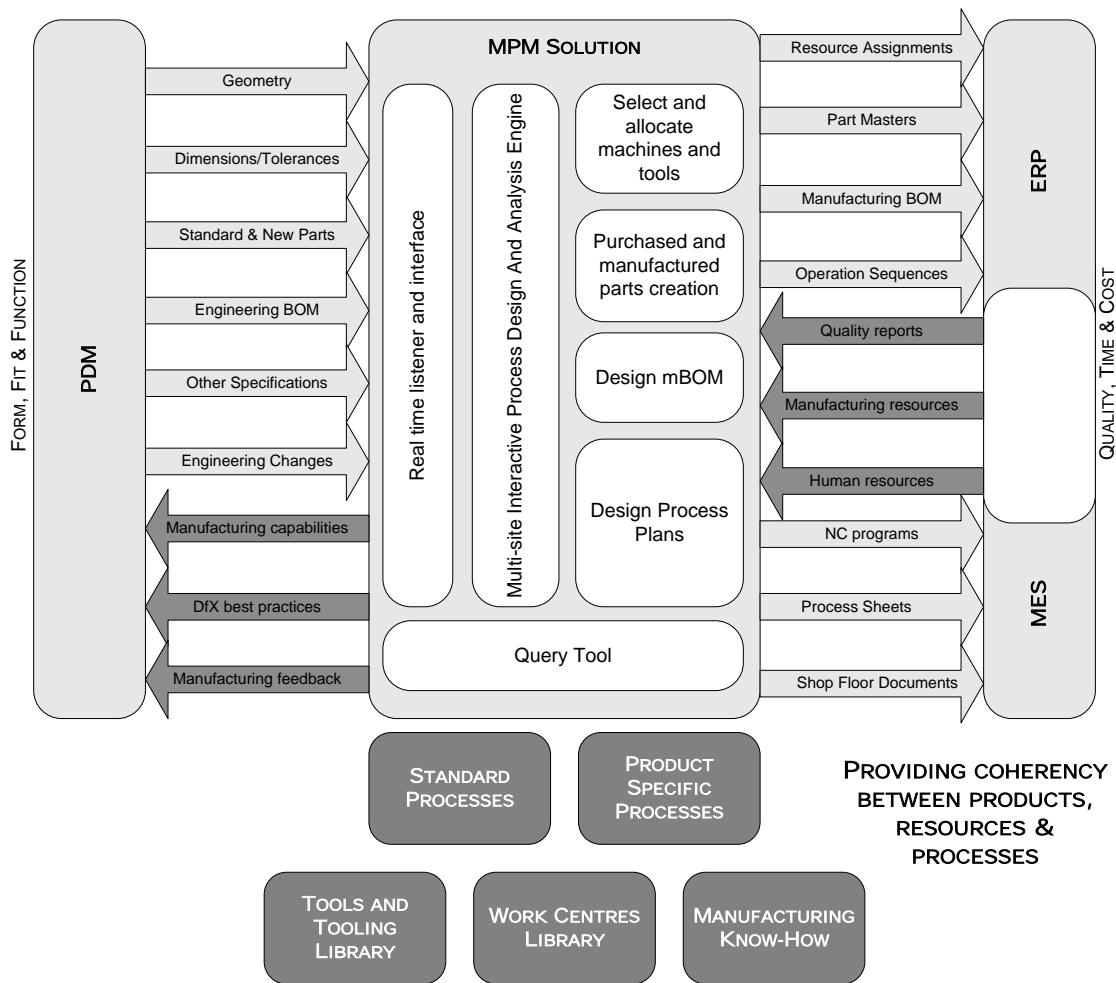 MPM SOLUTION
FORM, FIT & FUNCTION
PDM
Geometry
Dimensions/Tolerances
Standard & New Parts
Engineering BOM
Other Specifications
Engineering Changes
Manufacturing capabilities
DfX best practices
Manufacturing feedback
Real time listener and interface
Multi-site Interactive Process Design And Analysis Engine
Select and
allocate
machines and
tools
Purchased and
manufactured
parts creation
Design mBOM
Design Process
Plans
Query Tool
Resource Assignments
Part Masters
Manufacturing BOM
Operation Sequences
Quality reports
Manufacturing resources
Human resources
NC programs
Process Sheets
Shop Floor Documents
ERP
MES
QUALITY, TIME & COST
STANDARD
PROCESSES
PRODUCT
SPECIFIC
PROCESSES
PROVIDING COHERENCY
BETWEEN PRODUCTS,
RESOURCES &
PROCESSES
TOOLS AND
TOOLING
LIBRARY
WORK CENTRES
LIBRARY
MANUFACTURING
KNOW-HOW